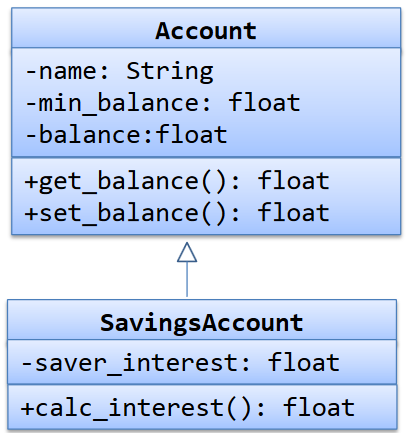 Account
-name: String
-min_balance: float
-balance:float
+get_balance(): float
+set_balance(): float
SavingsAccount
-saver_interest: float
+calc_interest(): float